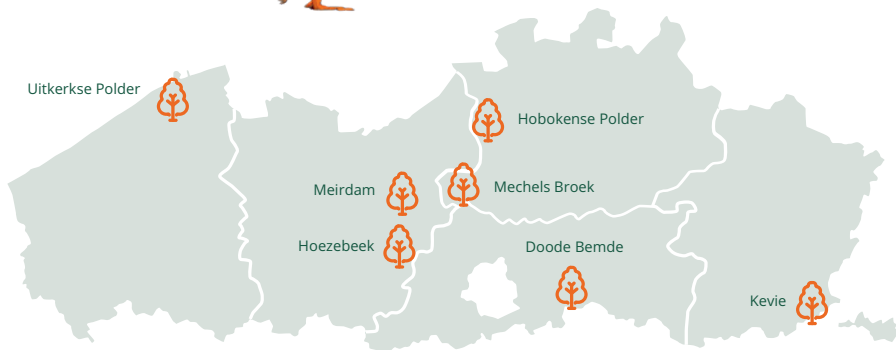 Uitkerkse Polder
Hobokense Polder
Meirdam
Mechels Broek
Hoezebeek
Doode Bemde
Kevie